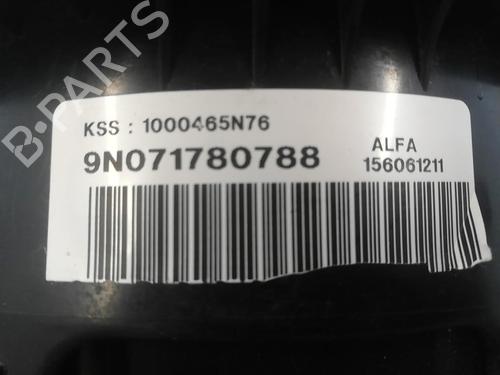 B-PARTS
KSS : 1000465N76
9N071780788
ALFA
156061211